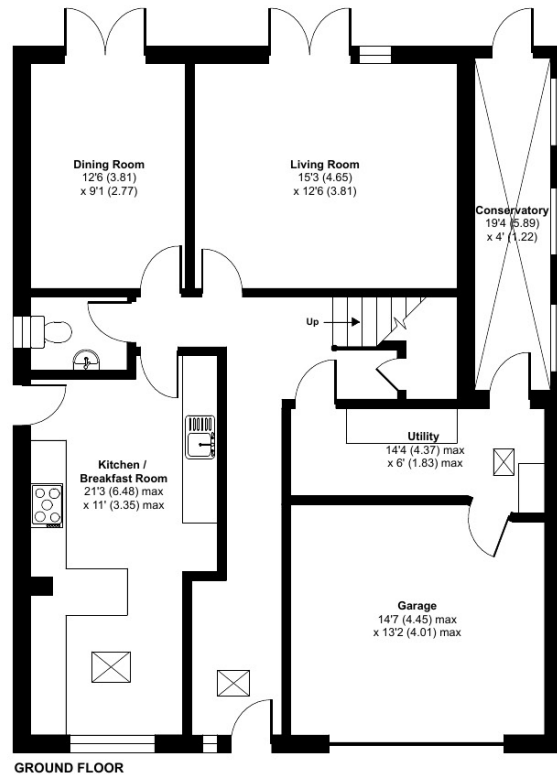 Dining Room
12'6 (3.81)
x 9'1 (2.77)
Living Room
15'3 (4.65)
x 12'6 (3.81)
Conservatory
19'4 (5.89)
x 4' (1.22)
Up
Utility
14'4 (4.37) max
x 6' (1.83) max
Kitchen /
Breakfast Room
21'3 (6.48) max
x 11' (3.35) max
Garage
14'7 (4.45) max
x 13'2 (4.01) max
GROUND FLOOR